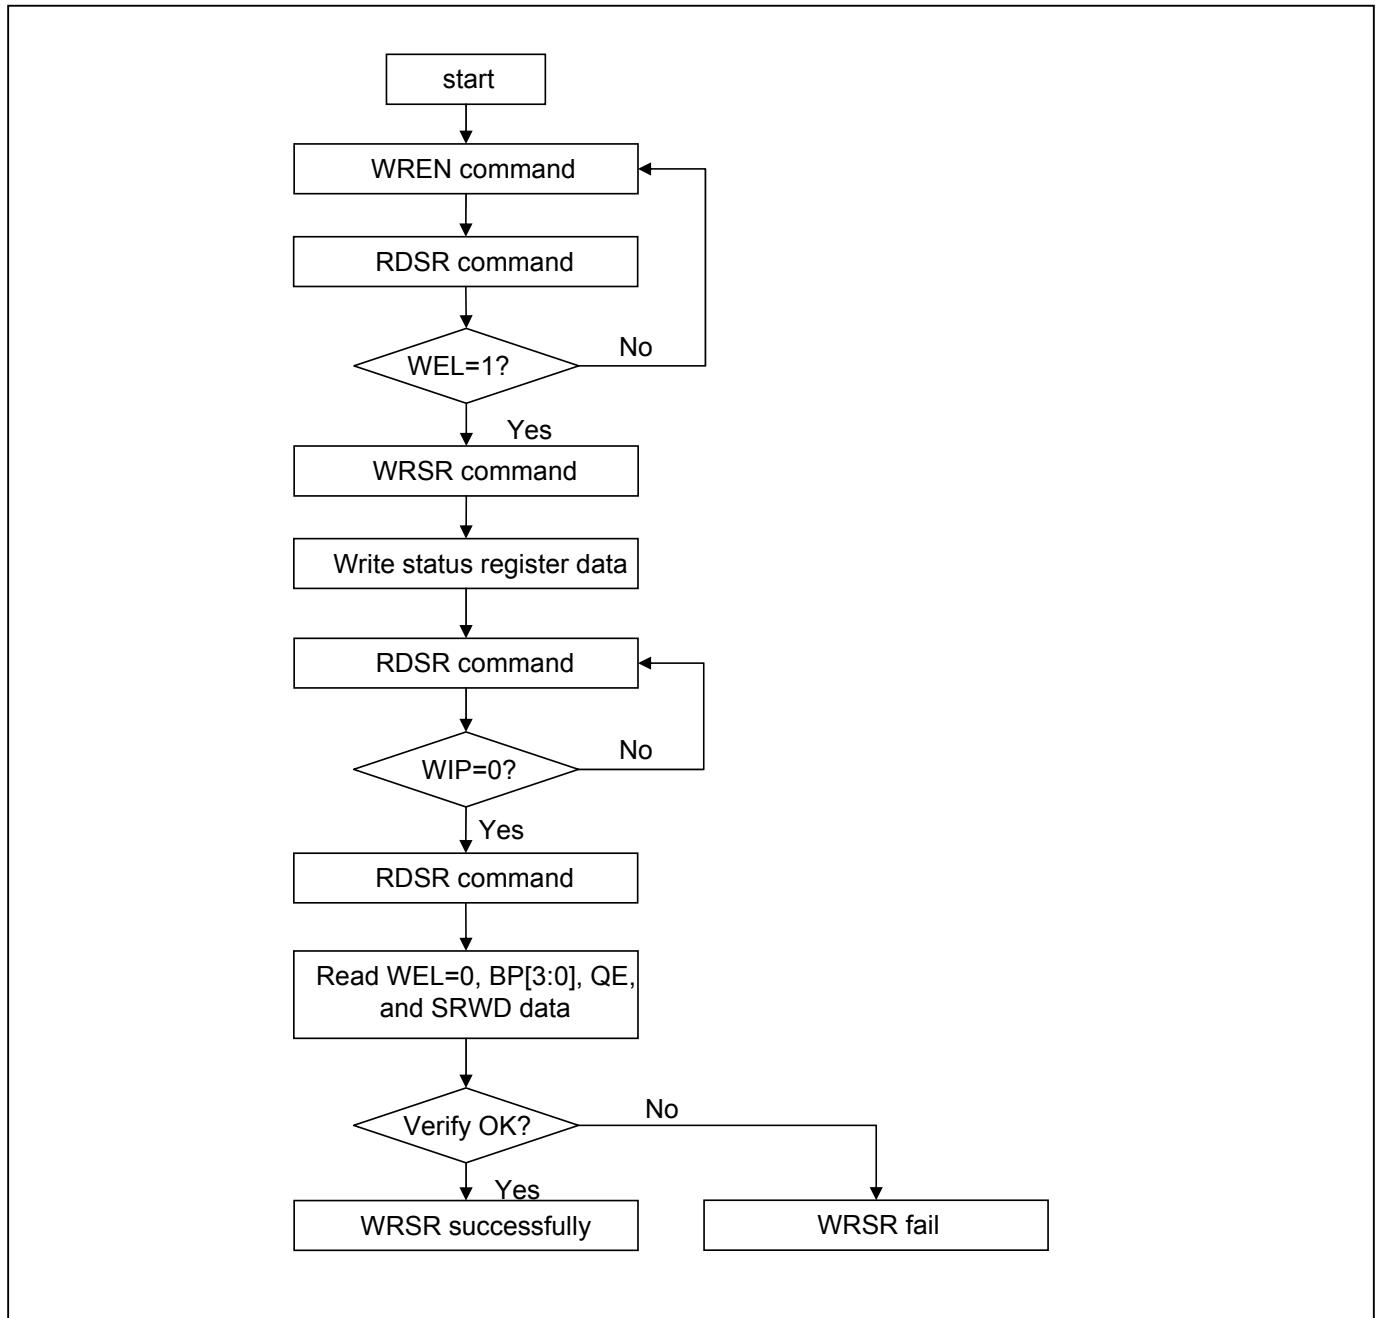 start
WREN command
RDSR command
WEL=1?
No
Yes
WRSR command
Write status register data
RDSR command
WIP=0?
No
Yes
RDSR command
Read WEL=0, BP[3:0], QE,
and SRWD data
Verify OK?
No
Yes
WRSR successfully
WRSR fail